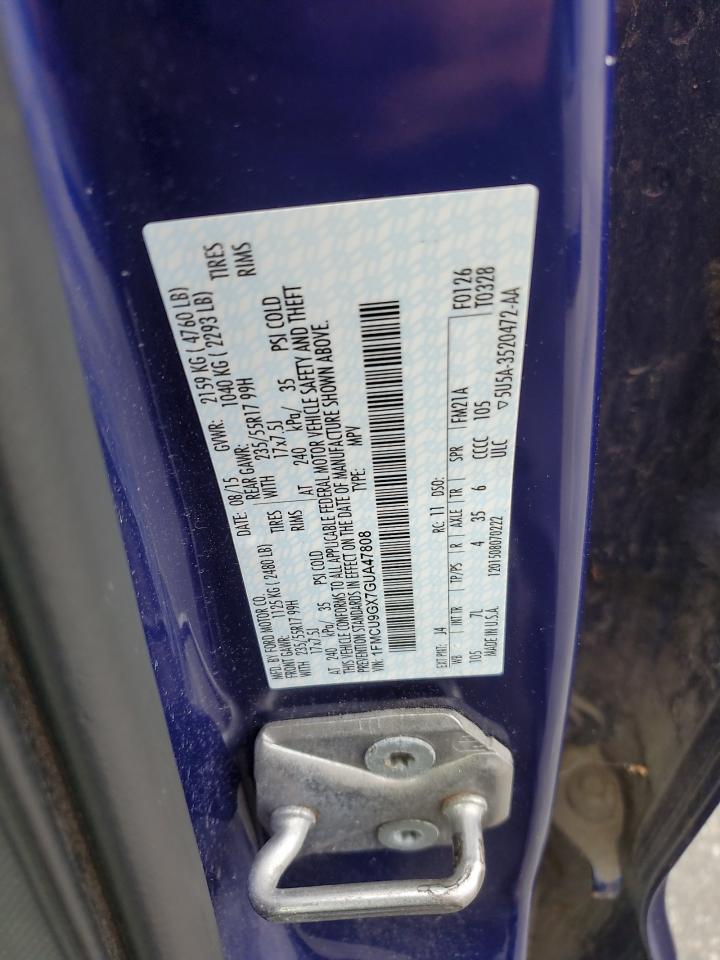 MFD. BY FORD MOTOR CO. DATE: 08/15 GVWR: 2159 KG ( 4760 LB)
FRONT GAWR: 1125 KG ( 2480 LB) REAR GAWR: 1040 KG ( 2293 LB)
WITH 235/55R17 99H TIRES WITH 235/55R17 99H TIRES
17x7.5J RIMS 17x7.5J RIMS
AT 240 kPa/ 35 PSI COLD AT 240 kPa/ 35 PSI COLD
THIS VEHICLE CONFORMS TO ALL APPLICABLE FEDERAL MOTOR VEHICLE SAFETY AND THEFT
PREVENTION STANDARDS IN EFFECT ON THE DATE OF MANUFACTURE SHOWN ABOVE.
VIN: 1FMCU9GX7GUA47808 TYPE: MPV
EXT PNT: J4 RC: 11 DSO: FM21A F0126
T0328
WB INT TR TP/PS R AXLE TR SPR
105 7L 4 35 6 CCCC 105
MADE IN U.S.A. 1201508070222 ULC ▽5U5A-3520472-AA